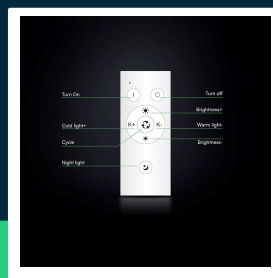 Turn On
Turn off
Brightness+
Cold light+
K+
K-
Warm light-
Cycle
Brightness-
Night light